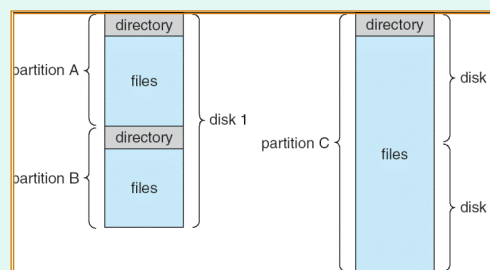 directory
partition A
files
disk 1
directory
partition B
files
directory
disk
partition C
files
disk